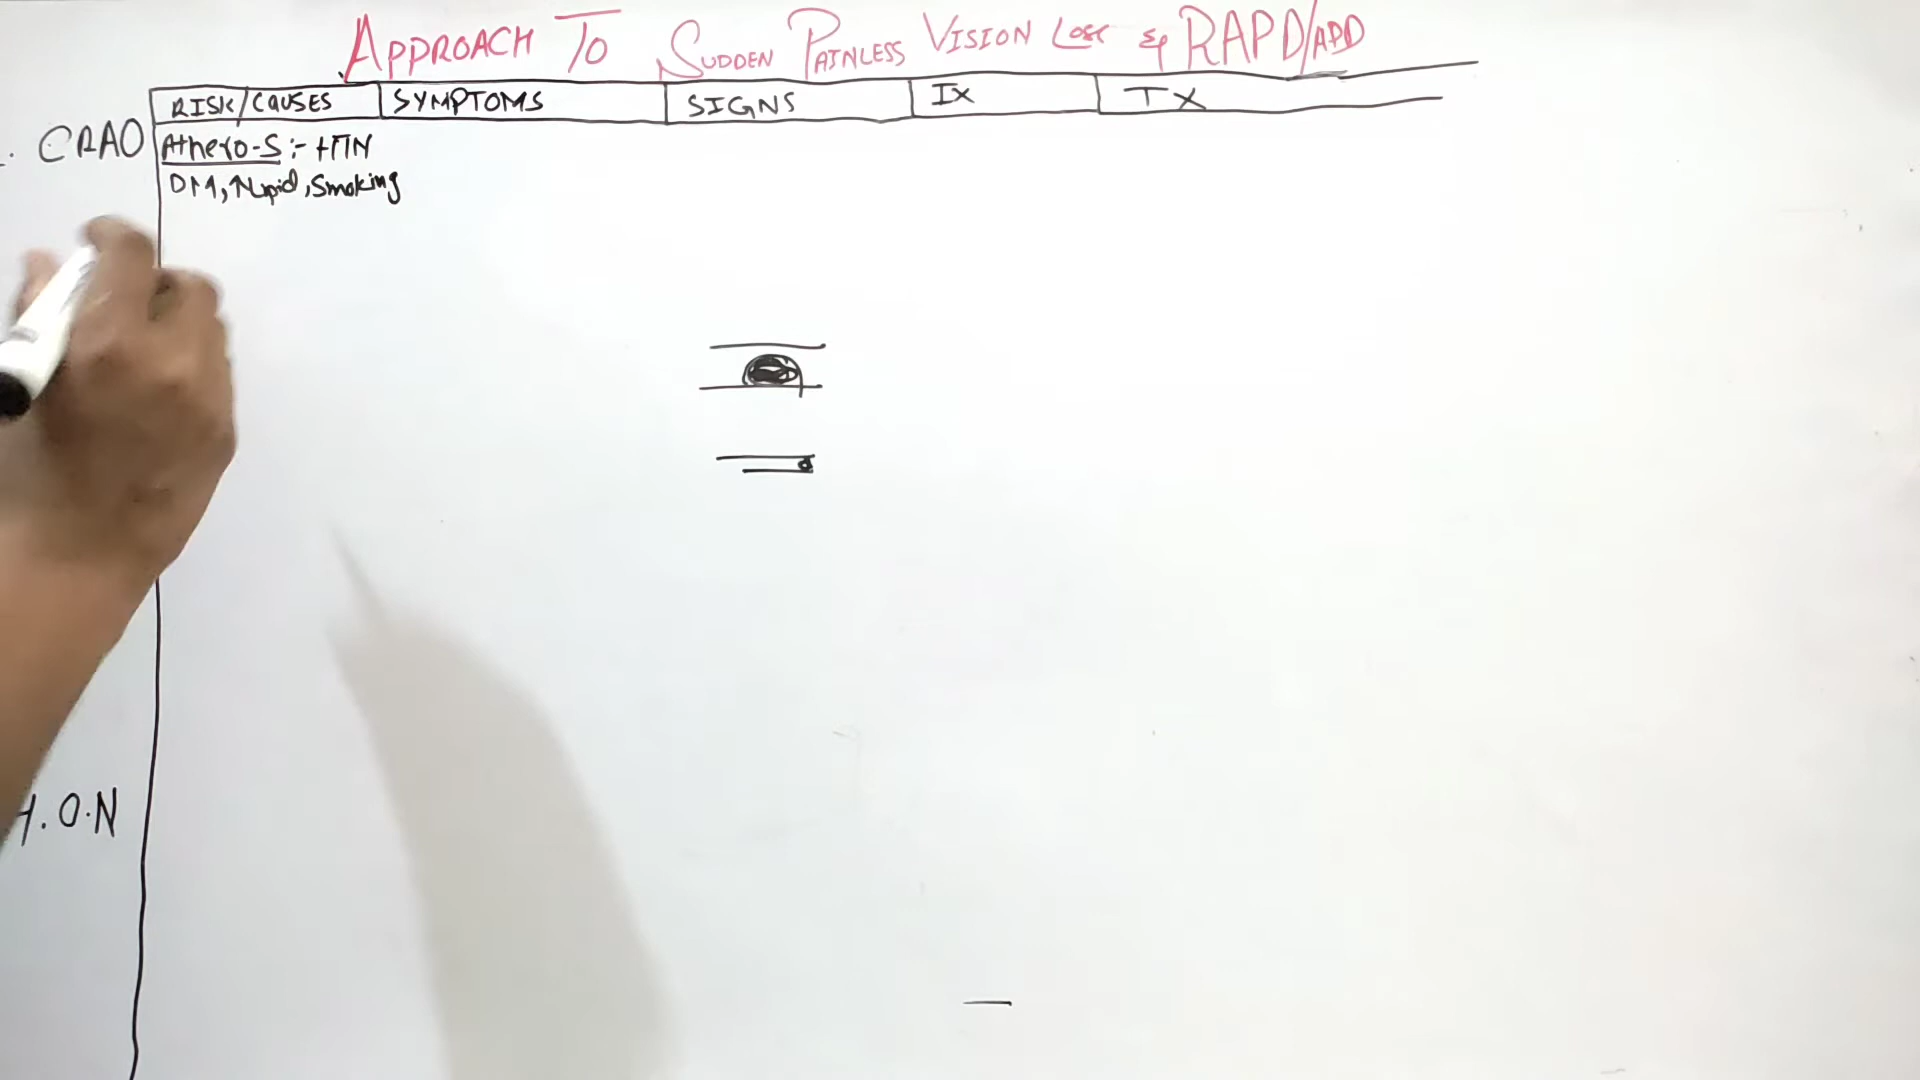 APPROACH TO SUDDEN PAINLESS VISION LOSS & RAPD/APD
RISK/CAUSES SYMPTOMS SIGNS Ix Tx
CRAO Athero-S :- HTN
DM, ↑Lipid, Smoking
O.N